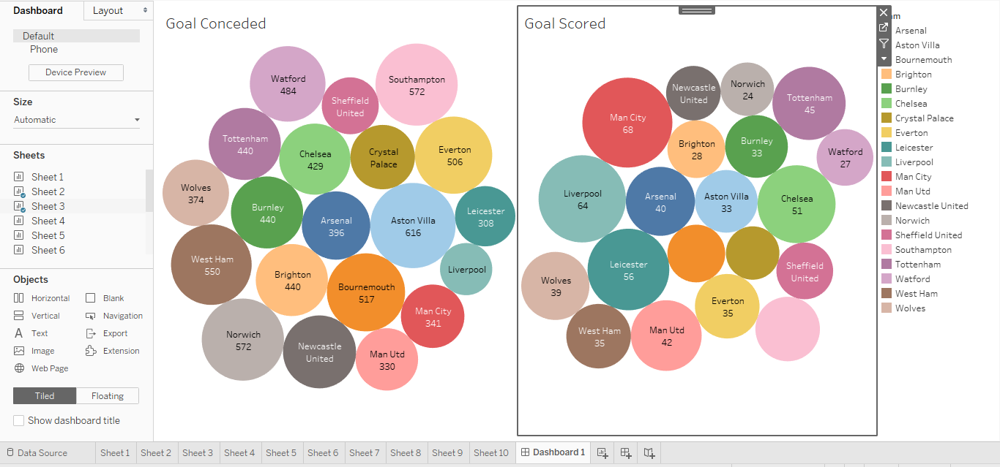 Dashboard
Layout
Default
Phone
Device Preview
Size
Automatic
Sheets
Sheet 1
Sheet 2
Sheet 3
Sheet 4
Sheet 5
Sheet 6
Objects
Horizontal
Blank
Vertical
Navigation
A Text
Export
Image
Extension
Web Page
Tiled
Floating
Show dashboard title
Goal Conceded
Watford
484
Sheffield
United
Southampton
572
Tottenham
440
Chelsea
429
Crystal
Palace
Everton
506
Wolves
374
Burnley
440
Arsenal
396
Aston Villa
616
Leicester
308
West Ham
550
Brighton
440
Bournemouth
517
Liverpool
Man City
341
Norwich
572
Newcastle
United
Man Utd
330
Goal Scored
Man City
68
Newcastle
United
Norwich
24
Tottenham
45
Brighton
28
Burnley
33
Watford
27
Liverpool
64
Arsenal
40
Aston Villa
33
Chelsea
51
Leicester
56
Sheffield
United
Wolves
39
Everton
35
West Ham
35
Man Utd
42
Arsenal
Aston Villa
Bournemouth
Brighton
Burnley
Chelsea
Crystal Palace
Everton
Leicester
Liverpool
Man City
Man Utd
Newcastle United
Norwich
Sheffield United
Southampton
Tottenham
Watford
West Ham
Wolves
Data Source
Sheet 1
Sheet 2
Sheet 3
Sheet 4
Sheet 5
Sheet 6
Sheet 7
Sheet 8
Sheet 9
Sheet 10
Dashboard 1